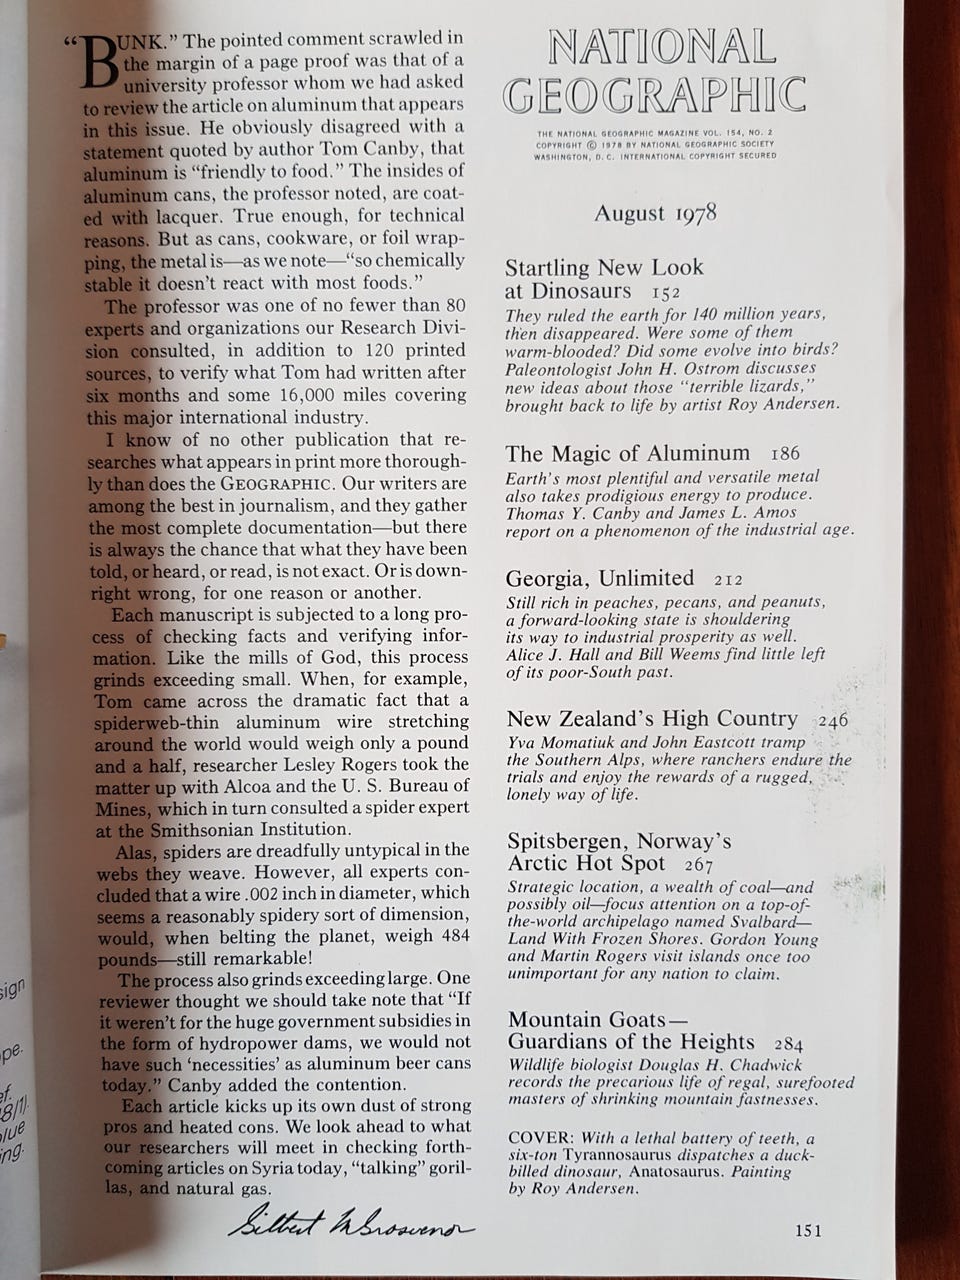 “BUNK.” The pointed comment scrawled in
the margin of a page proof was that of a
university professor whom we had asked
to review the article on aluminum that appears
in this issue. He obviously disagreed with a
statement quoted by author Tom Canby, that
aluminum is “friendly to food.” The insides of
aluminum cans, the professor noted, are coat-
ed with lacquer. True enough, for technical
reasons. But as cans, cookware, or foil wrap-
ping, the metal is—as we note—“so chemically
stable it doesn’t react with most foods.”
The professor was one of no fewer than 80
experts and organizations our Research Divi-
sion consulted, in addition to 120 printed
sources, to verify what Tom had written after
six months and some 16,000 miles covering
this major international industry.
I know of no other publication that re-
searches what appears in print more thorough-
ly than does the GEOGRAPHIC. Our writers are
among the best in journalism, and they gather
the most complete documentation—but there
is always the chance that what they have been
told, or heard, or read, is not exact. Or is down-
right wrong, for one reason or another.
Each manuscript is subjected to a long pro-
cess of checking facts and verifying infor-
mation. Like the mills of God, this process
grinds exceeding small. When, for example,
Tom came across the dramatic fact that a
spiderweb-thin aluminum wire stretching
around the world would weigh only a pound
and a half, researcher Lesley Rogers took the
matter up with Alcoa and the U. S. Bureau of
Mines, which in turn consulted a spider expert
at the Smithsonian Institution.
Alas, spiders are dreadfully untypical in the
webs they weave. However, all experts con-
cluded that a wire .002 inch in diameter, which
seems a reasonably spidery sort of dimension,
would, when belting the planet, weigh 484
pounds—still remarkable!
The process also grinds exceeding large. One
reviewer thought we should take note that “If
it weren’t for the huge government subsidies in
the form of hydropower dams, we would not
have such ‘necessities’ as aluminum beer cans
today.” Canby added the contention.
Each article kicks up its own dust of strong
pros and heated cons. We look ahead to what
our researchers will meet in checking forth-
coming articles on Syria today, “talking” goril-
las, and natural gas.
Gilbert M Grosvenor
NATIONAL
GEOGRAPHIC
THE NATIONAL GEOGRAPHIC MAGAZINE VOL. 154, NO. 2
COPYRIGHT © 1978 BY NATIONAL GEOGRAPHIC SOCIETY
WASHINGTON, D. C. INTERNATIONAL COPYRIGHT SECURED
August 1978
Startling New Look
at Dinosaurs 152
They ruled the earth for 140 million years,
then disappeared. Were some of them
warm-blooded? Did some evolve into birds?
Paleontologist John H. Ostrom discusses
new ideas about those “terrible lizards,”
brought back to life by artist Roy Andersen.
The Magic of Aluminum 186
Earth’s most plentiful and versatile metal
also takes prodigious energy to produce.
Thomas Y. Canby and James L. Amos
report on a phenomenon of the industrial age.
Georgia, Unlimited 212
Still rich in peaches, pecans, and peanuts,
a forward-looking state is shouldering
its way to industrial prosperity as well.
Alice J. Hall and Bill Weems find little left
of its poor-South past.
New Zealand’s High Country 246
Yva Momatiuk and John Eastcott tramp
the Southern Alps, where ranchers endure the
trials and enjoy the rewards of a rugged,
lonely way of life.
Spitsbergen, Norway’s
Arctic Hot Spot 267
Strategic location, a wealth of coal—and
possibly oil—focus attention on a top-of-
the-world archipelago named Svalbard—
Land With Frozen Shores. Gordon Young
and Martin Rogers visit islands once too
unimportant for any nation to claim.
Mountain Goats—
Guardians of the Heights 284
Wildlife biologist Douglas H. Chadwick
records the precarious life of regal, surefooted
masters of shrinking mountain fastnesses.
COVER: With a lethal battery of teeth, a
six-ton Tyrannosaurus dispatches a duck-
billed dinosaur, Anatosaurus. Painting
by Roy Andersen.
151